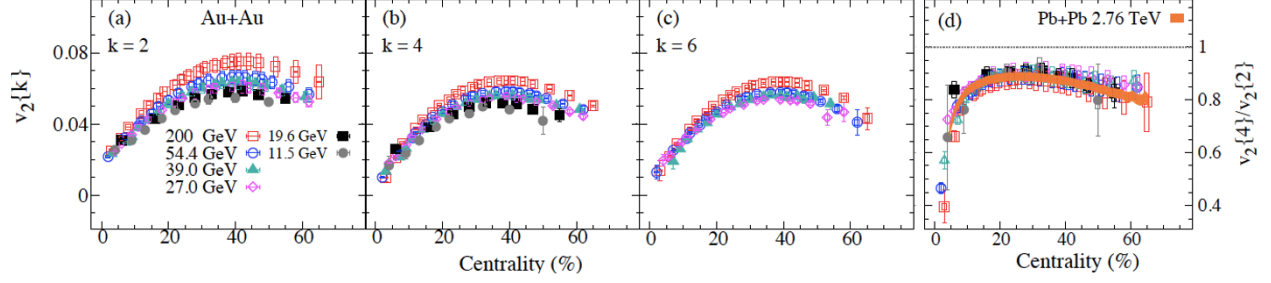 (a) Au+Au
k = 2
(b)
k = 4
(c)
k = 6
(d) Pb+Pb 2.76 TeV
v2{k}
0.08
0.04
0
200 GeV
54.4 GeV
39.0 GeV
27.0 GeV
19.6 GeV
11.5 GeV
1
0.8
0.6
0.4
v2{4}/v2{2}
0 20 40 60
0 20 40 60
0 20 40 60
0 20 40 60
Centrality (%)
Centrality (%)
Centrality (%)